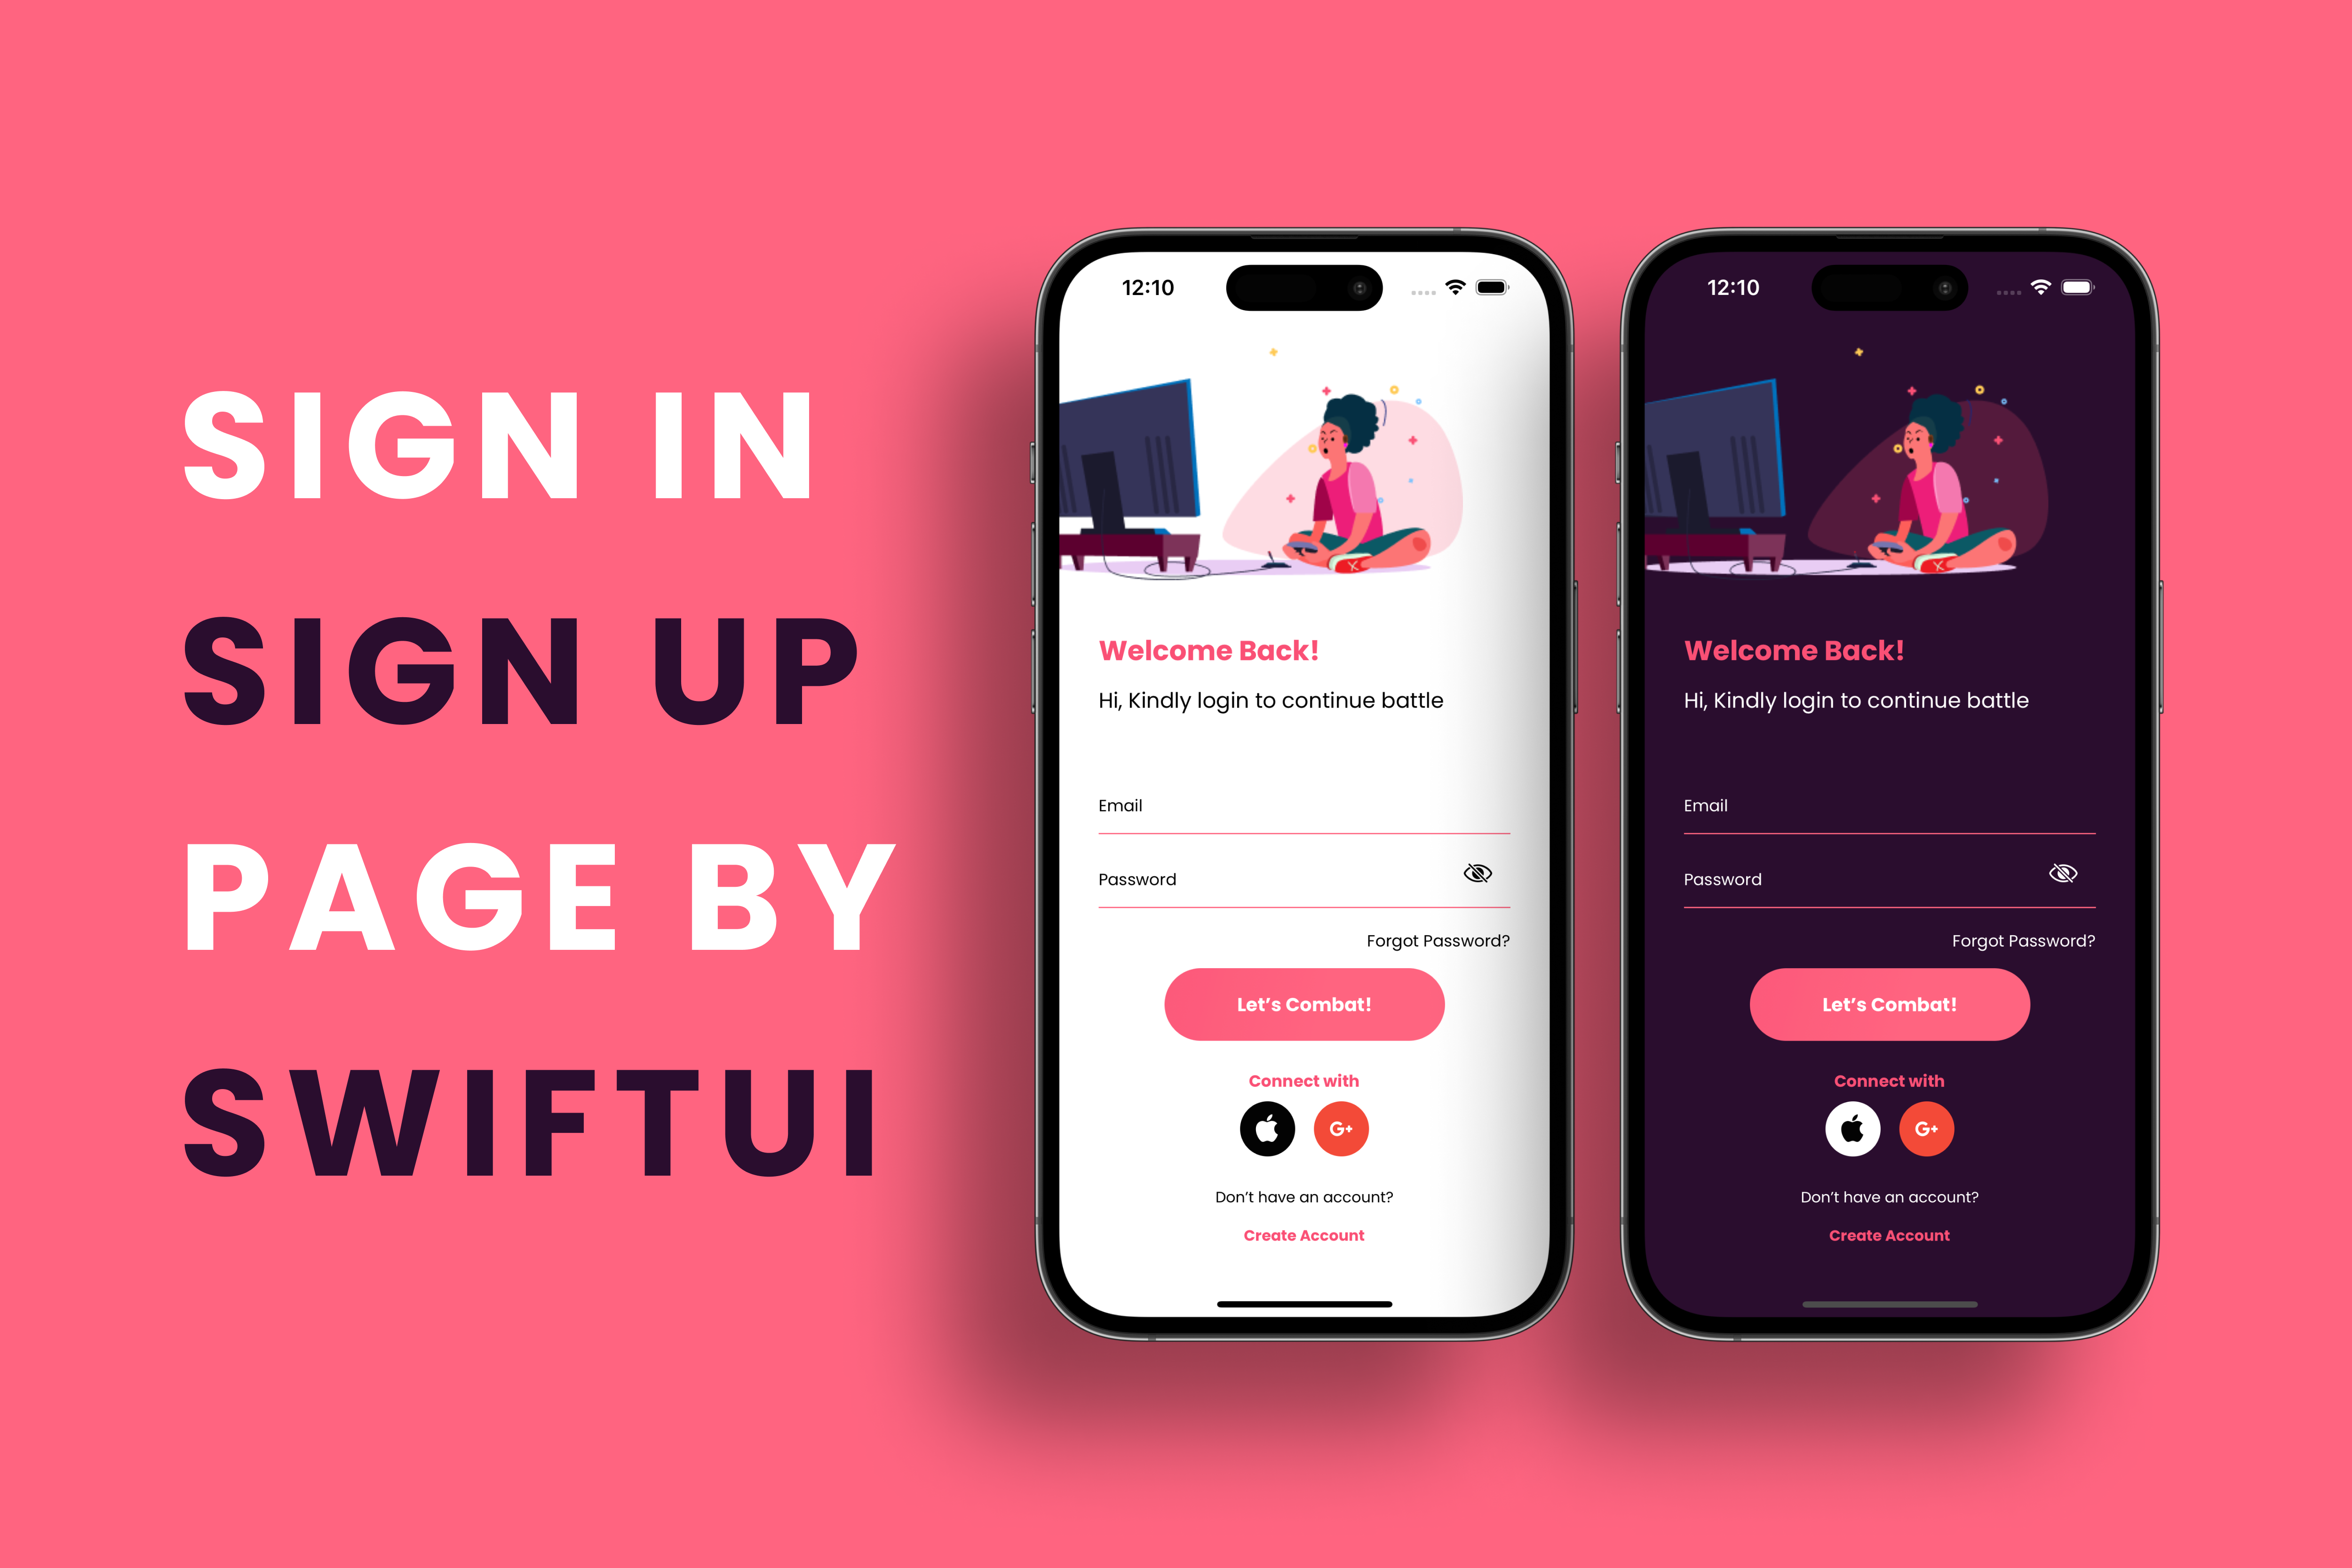 SIGN IN
SIGN UP
PAGE BY
SWIFTUI
12:10
Welcome Back!
Hi, Kindly login to continue battle
Email
Password
Forgot Password?
Let's Combat!
Connect with
G+
Don't have an account?
Create Account
12:10
Welcome Back!
Hi, Kindly login to continue battle
Email
Password
Forgot Password?
Let's Combat!
Connect with
G+
Don't have an account?
Create Account